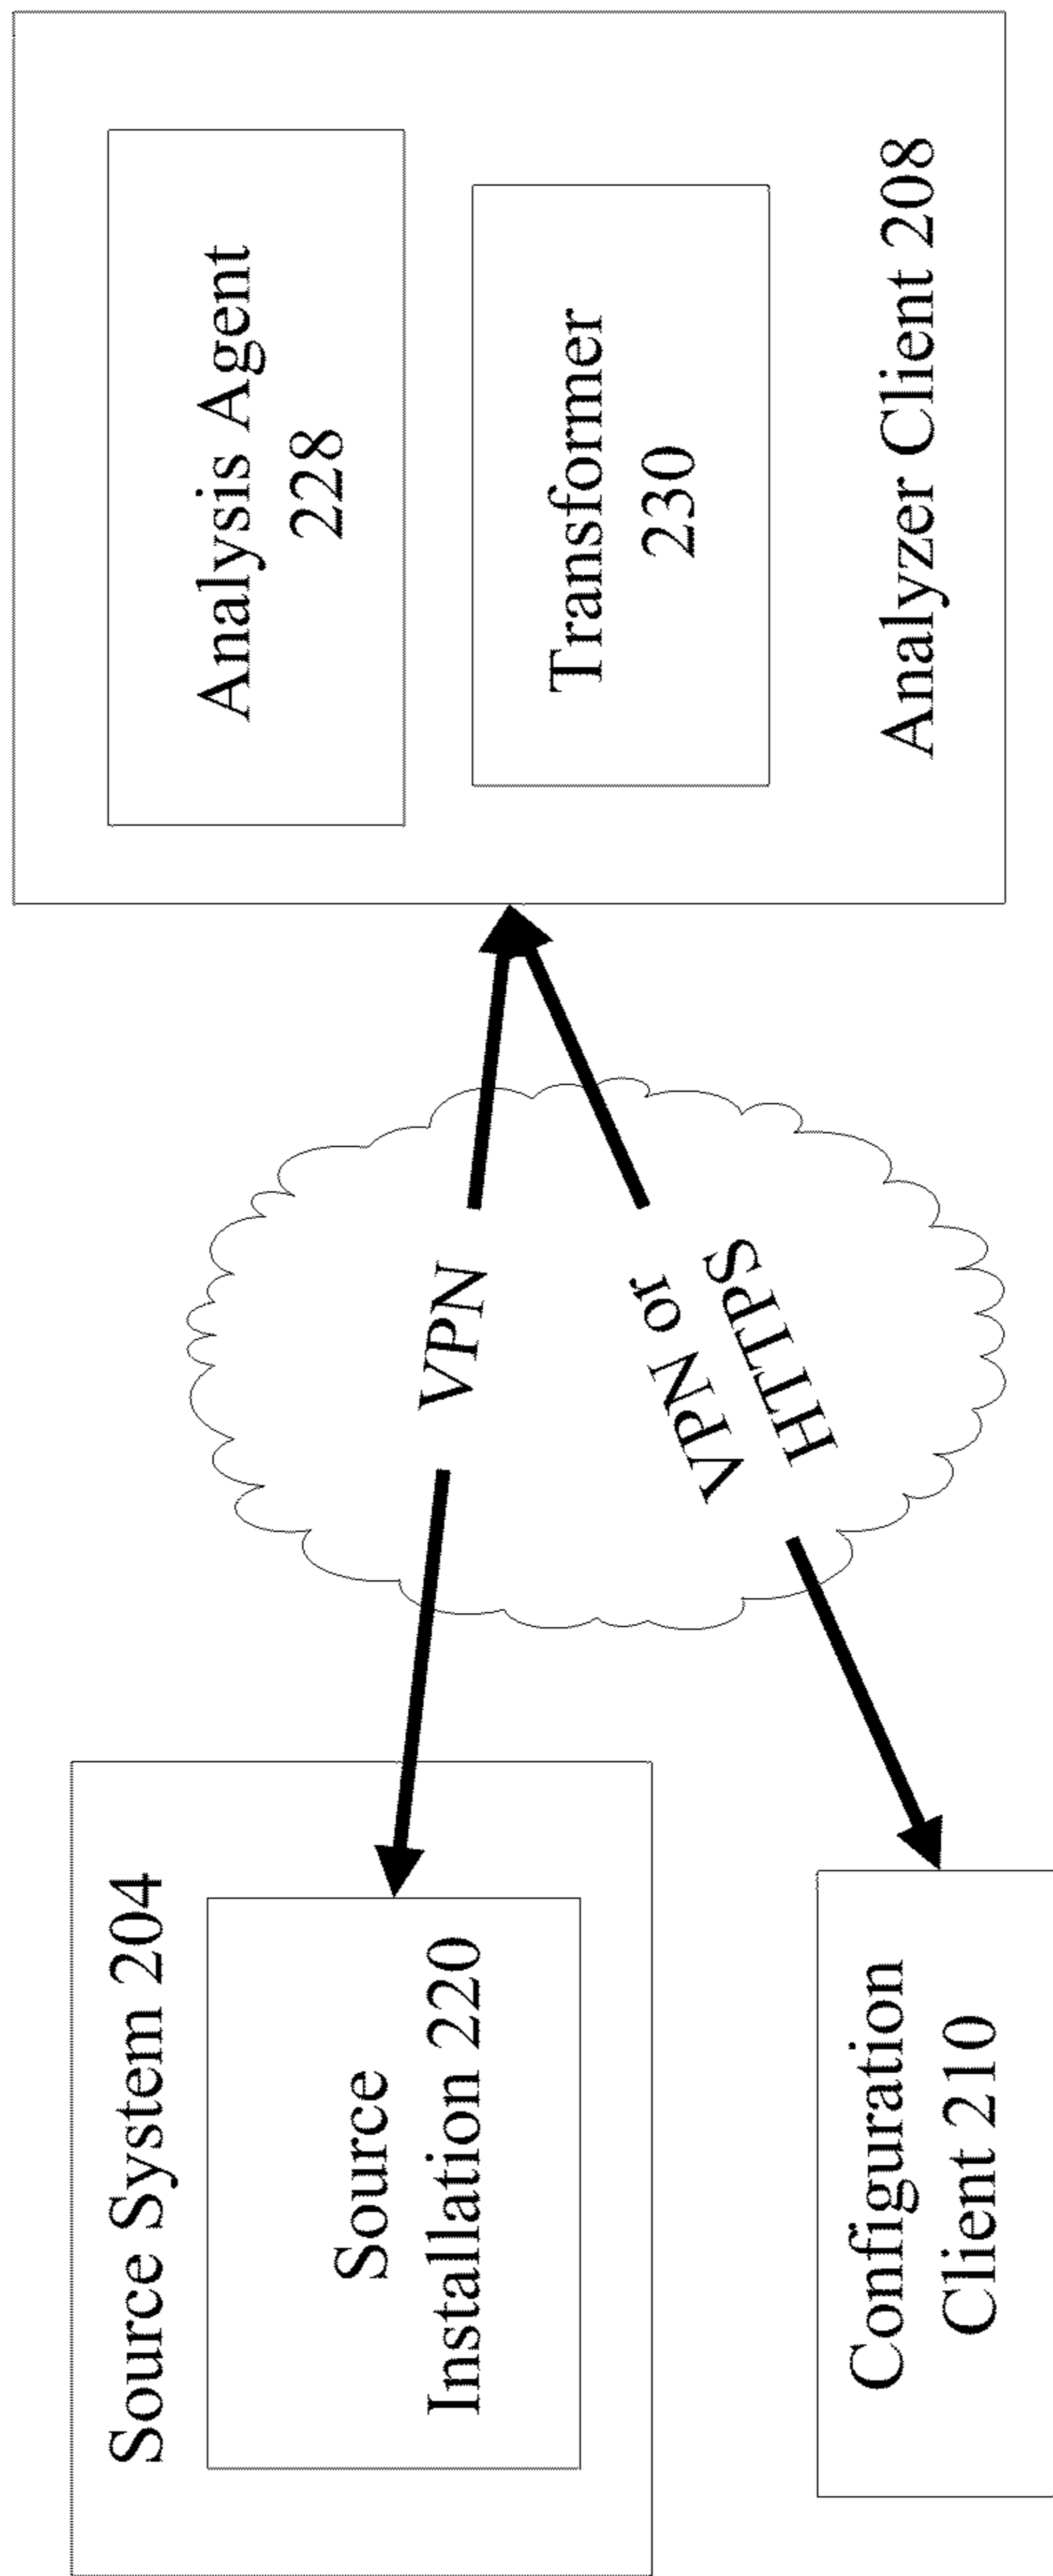 Source System 204
Source
Installation 220
Configuration
Client 210
VPN
VPN or
HTTPS
Analysis Agent
228
Transformer
230
Analyzer Client 208